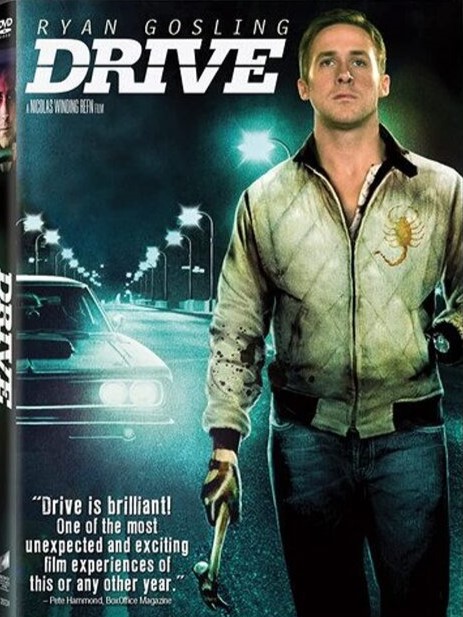 DVD
RYAN GOSLING
DRIVE
A NICOLAS WINDING REFN FILM
DRIVE
"Drive is brilliant!
One of the most
unexpected and exciting
film experiences of
this or any other year."
– Pete Hammond, BoxOffice Magazine